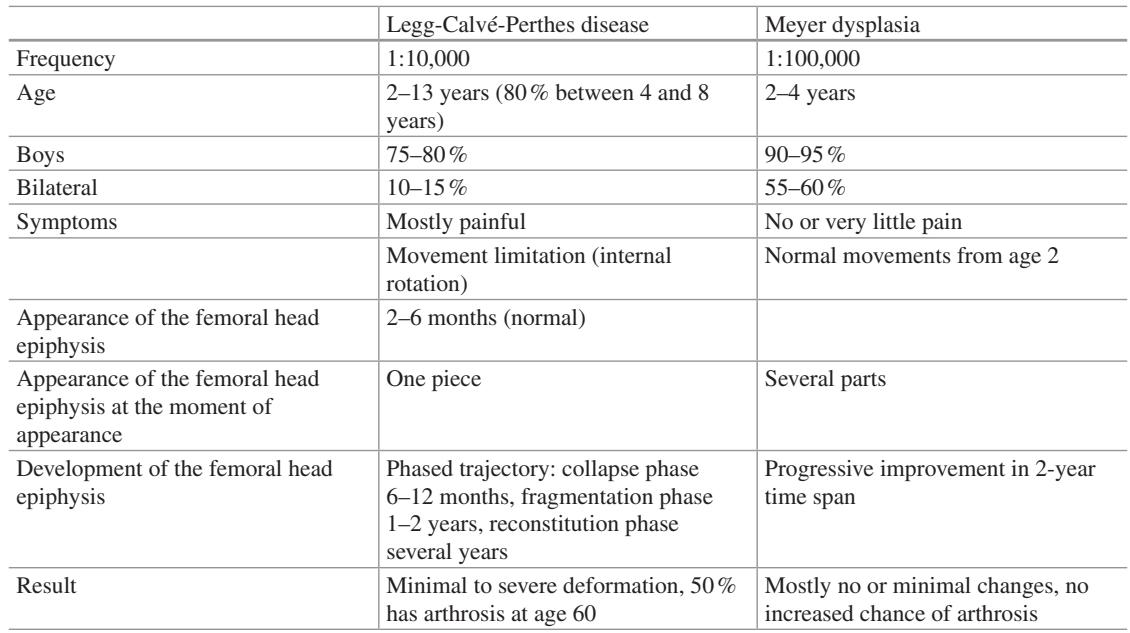 Legg-Calvé-Perthes disease Meyer dysplasia
Frequency 1:10,000 1:100,000
Age 2–13 years (80 % between 4 and 8 2–4 years
years)
Boys 75–80 % 90–95 %
Bilateral 10–15 % 55–60 %
Symptoms Mostly painful No or very little pain
Movement limitation (internal Normal movements from age 2
rotation)
Appearance of the femoral head 2–6 months (normal)
epiphysis
Appearance of the femoral head One piece Several parts
epiphysis at the moment of
appearance
Development of the femoral head Phased trajectory: collapse phase Progressive improvement in 2-year
epiphysis 6–12 months, fragmentation phase time span
1–2 years, reconstitution phase
several years
Result Minimal to severe deformation, 50 % Mostly no or minimal changes, no
has arthrosis at age 60 increased chance of arthrosis